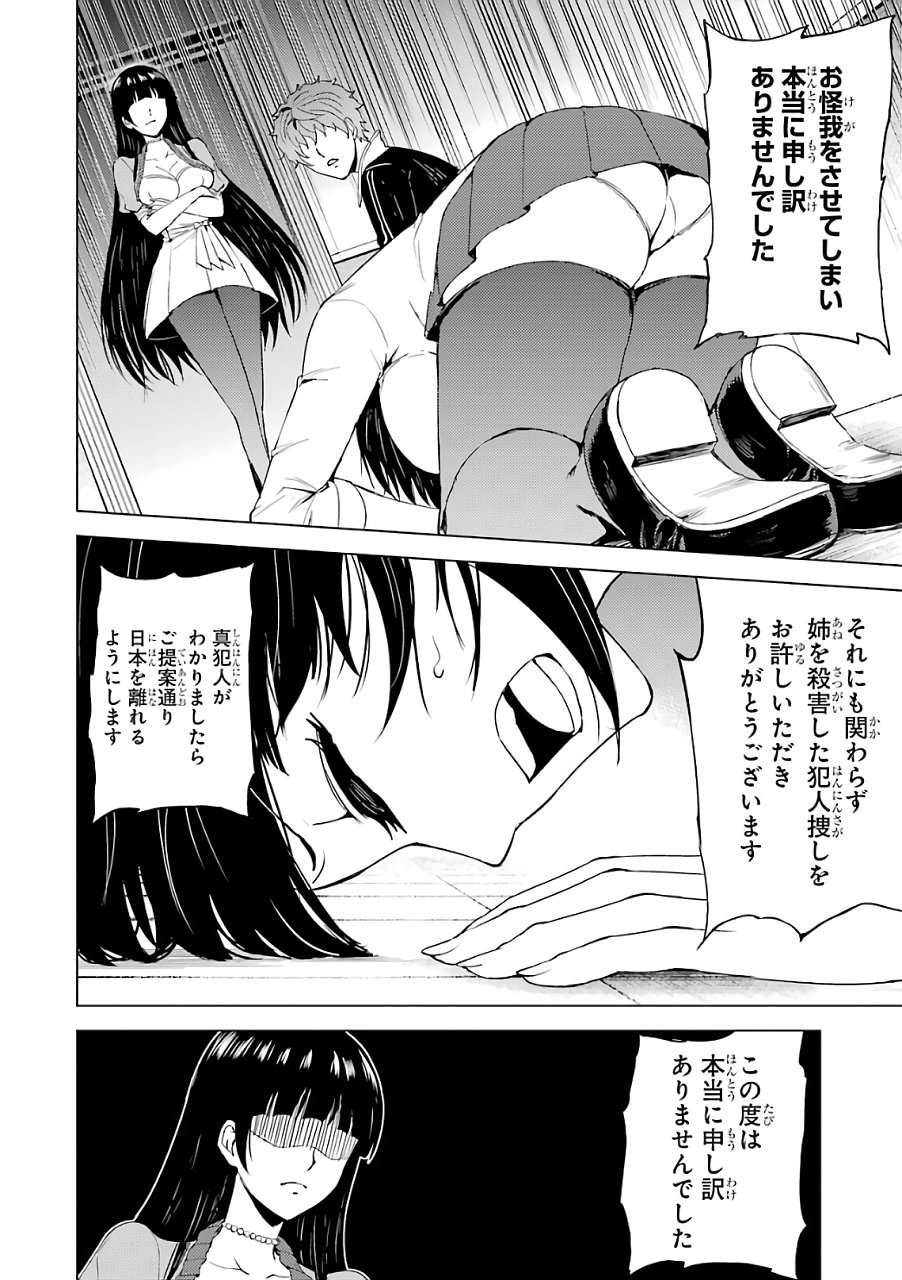 お怪我をさせてしまい
本当に申し訳
ありませんでした
それにも関わらず
姉を殺害した犯人捜しを
お許しいただき
ありがとうございます
真犯人が
わかりましたら
ご提案通り
日本を離れる
ようにします
この度は
本当に申し訳
ありませんでした